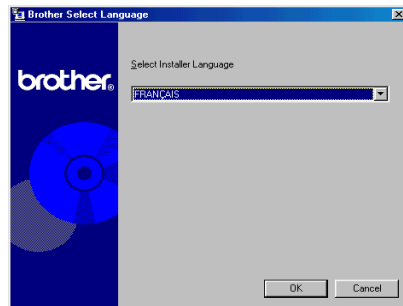 Brother Select Language
brother®
Select Installer Language
FRANÇAIS
OK Cancel